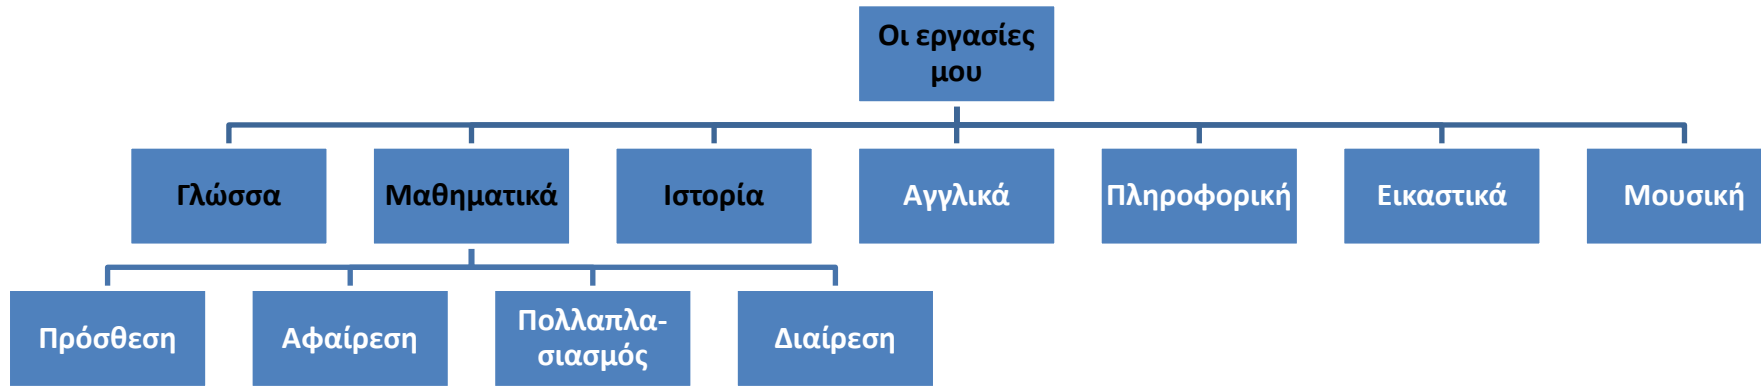 Οι εργασίες
μου
Γλώσσα
Μαθηματικά
Ιστορία
Αγγλικά
Πληροφορική
Εικαστικά
Μουσική
Πρόσθεση
Αφαίρεση
Πολλαπλα-
σιασμός
Διαίρεση